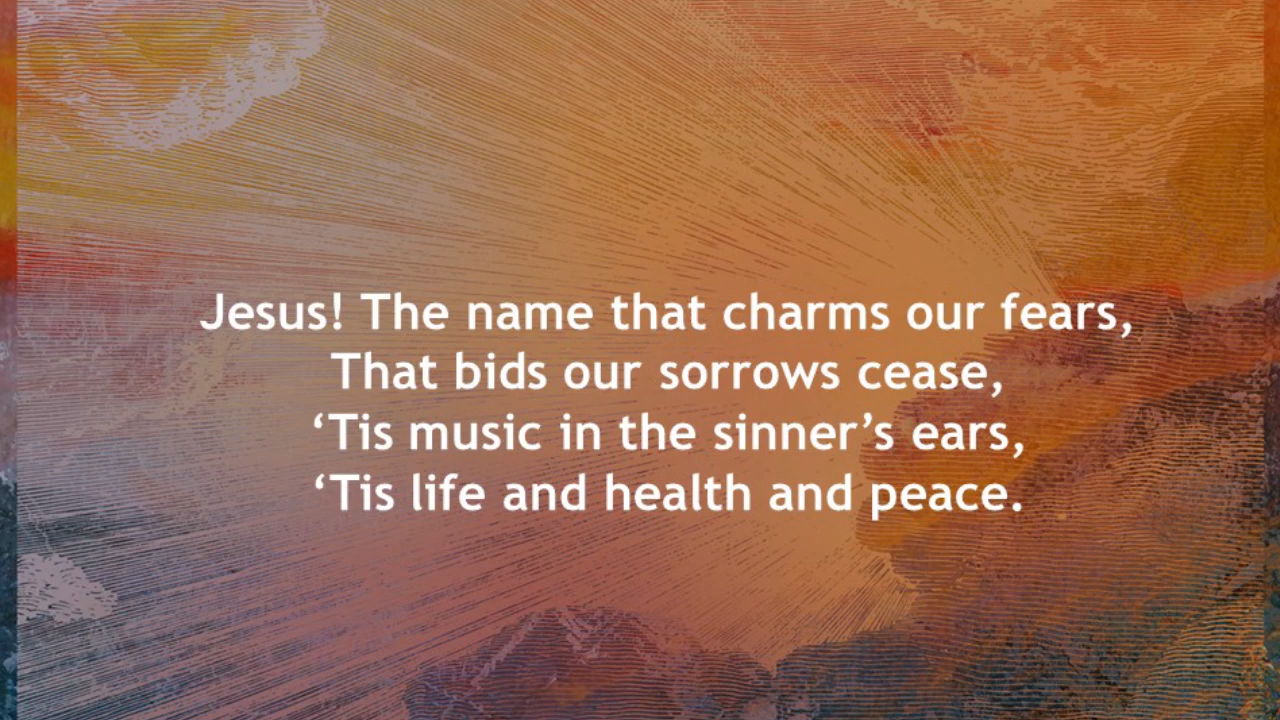 Jesus! The name that charms our fears,
That bids our sorrows cease,
‘Tis music in the sinner’s ears,
‘Tis life and health and peace.